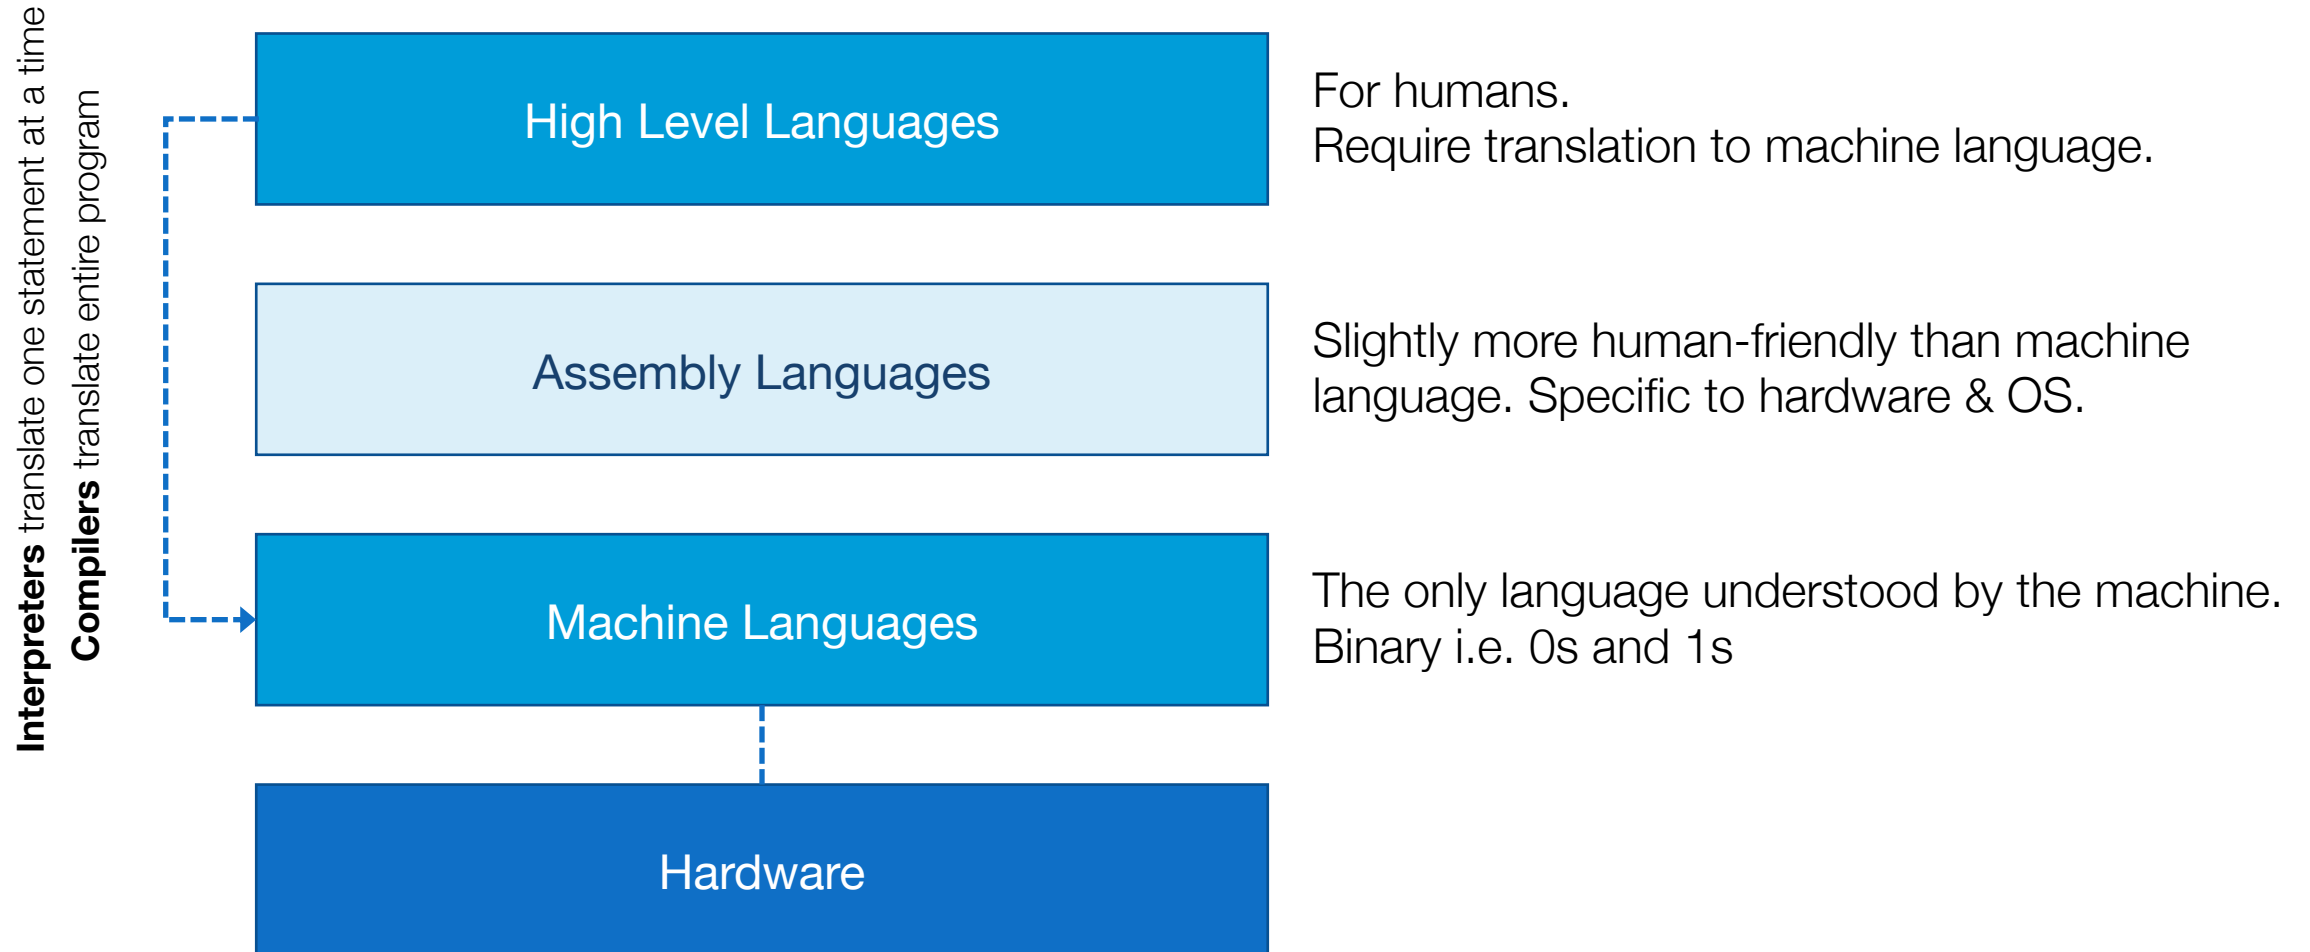 Interpreters translate one statement at a time
Compilers translate entire program
High Level Languages
For humans.
Require translation to machine language.
Assembly Languages
Slightly more human-friendly than machine
language. Specific to hardware & OS.
Machine Languages
The only language understood by the machine.
Binary i.e. 0s and 1s
Hardware